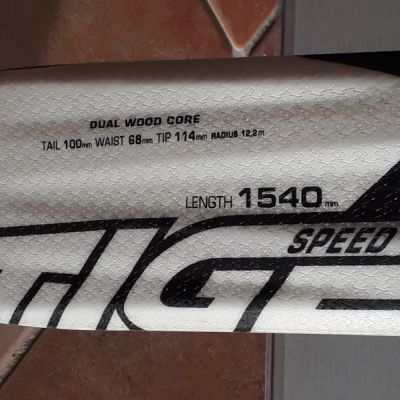 DUAL WOOD CORE
TAIL 100mm WAIST 68mm TIP 114mm RADIUS 12,2m
LENGTH 1540mm
SPEED